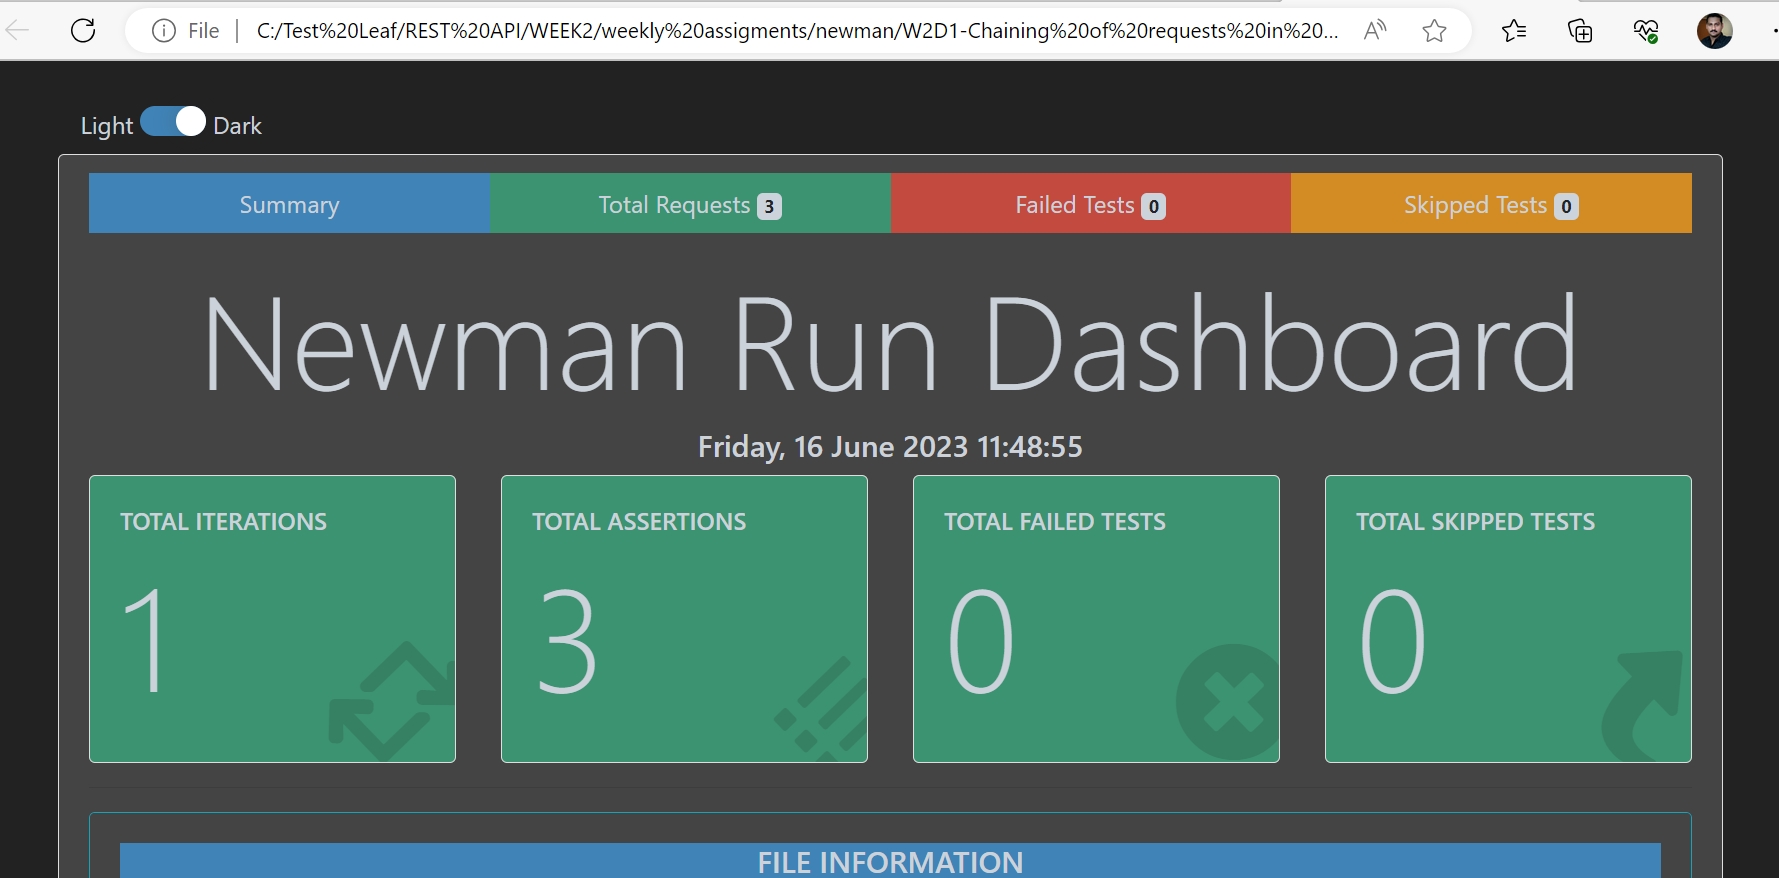 File | C:/Test%20Leaf/REST%20API/WEEK2/weekly%20assigments/newman/W2D1-Chaining%20of%20requests%20in%20...
Light Dark
Summary Total Requests 3 Failed Tests 0 Skipped Tests 0
Newman Run Dashboard
Friday, 16 June 2023 11:48:55
TOTAL ITERATIONS TOTAL ASSERTIONS TOTAL FAILED TESTS TOTAL SKIPPED TESTS
1 3 0 0
FILE INFORMATION